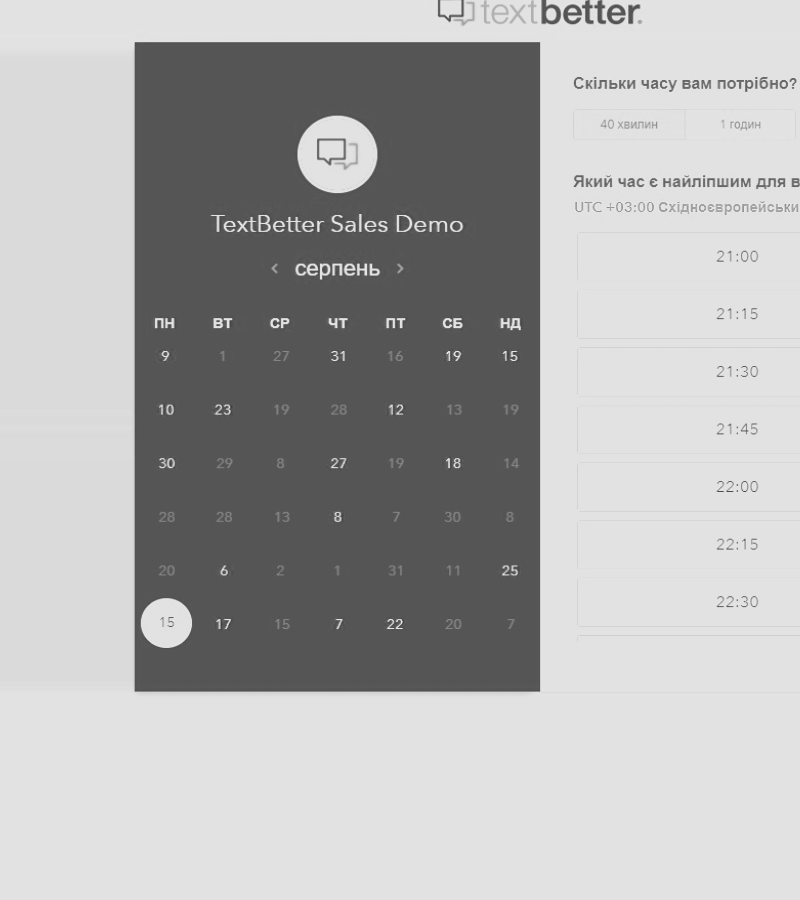 textbetter.
TextBetter Sales Demo
серпень
ПН ВТ СР ЧТ ПТ СБ НД
9 1 27 31 16 19 15
10 23 19 28 12 13 19
30 29 8 27 19 18 14
28 28 13 8 7 30 8
20 6 2 1 31 11 25
15 17 15 7 22 20 7
Скільки часу вам потрібно?
40 хвилин 1 годин
Який час є найліпшим для в
UTC +03:00 Східноєвропейськи
21:00
21:15
21:30
21:45
22:00
22:15
22:30